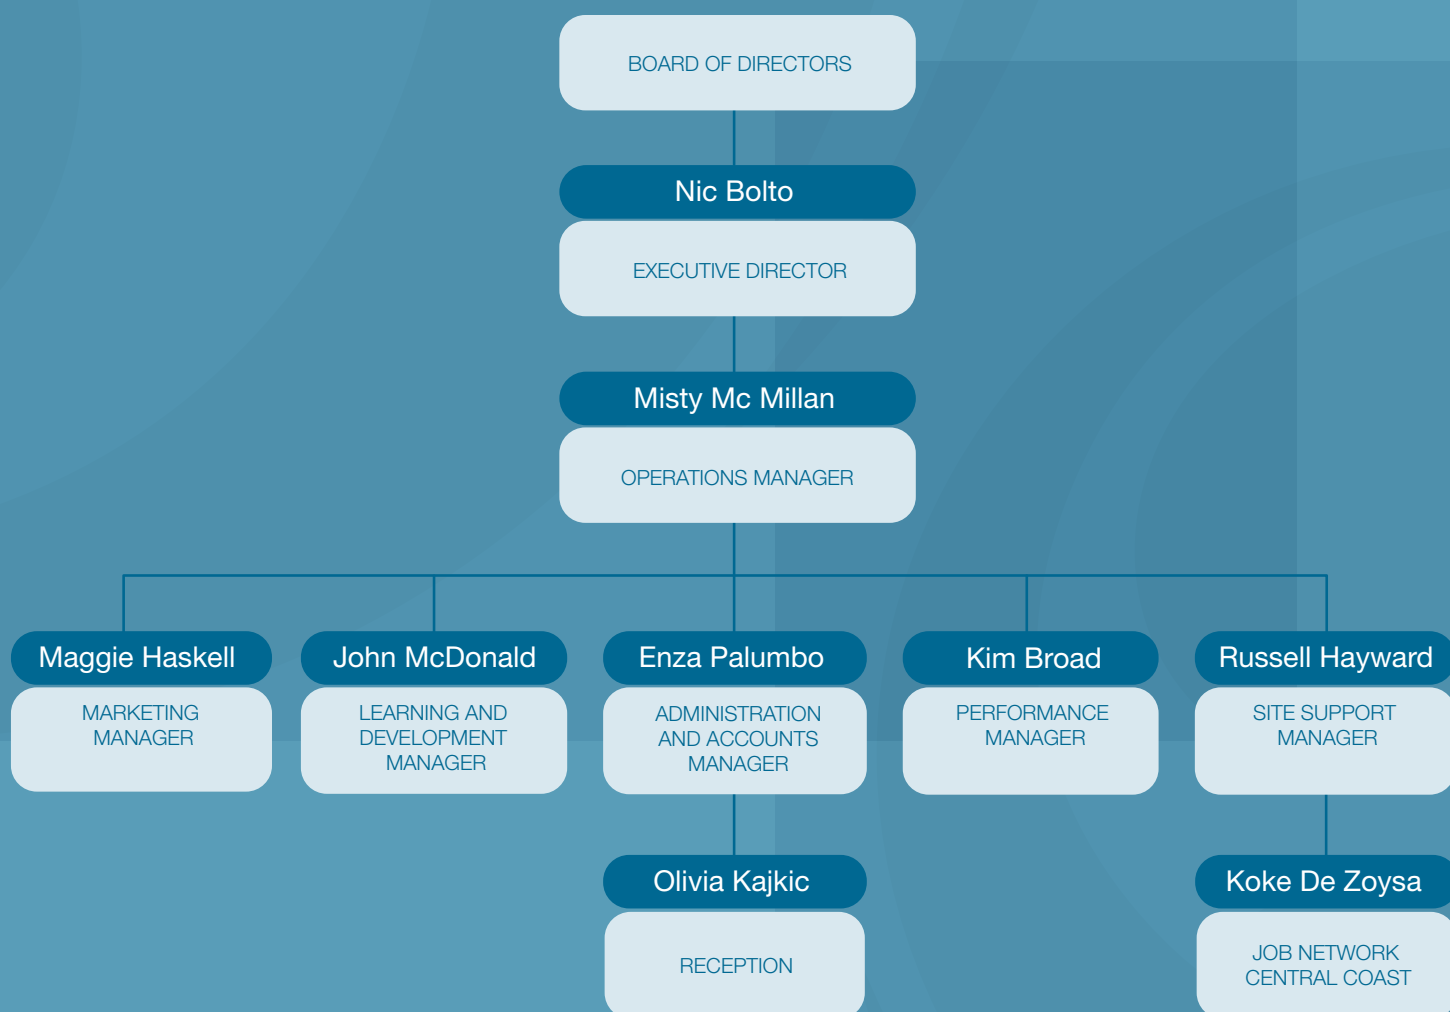 BOARD OF DIRECTORS
Nic Bolto
EXECUTIVE DIRECTOR
Misty Mc Millan
OPERATIONS MANAGER
Maggie Haskell
MARKETING
MANAGER
John McDonald
LEARNING AND
DEVELOPMENT
MANAGER
Enza Palumbo
ADMINISTRATION
AND ACCOUNTS
MANAGER
Kim Broad
PERFORMANCE
MANAGER
Russell Hayward
SITE SUPPORT
MANAGER
Olivia Kajkic
RECEPTION
Koke De Zoysa
JOB NETWORK
CENTRAL COAST